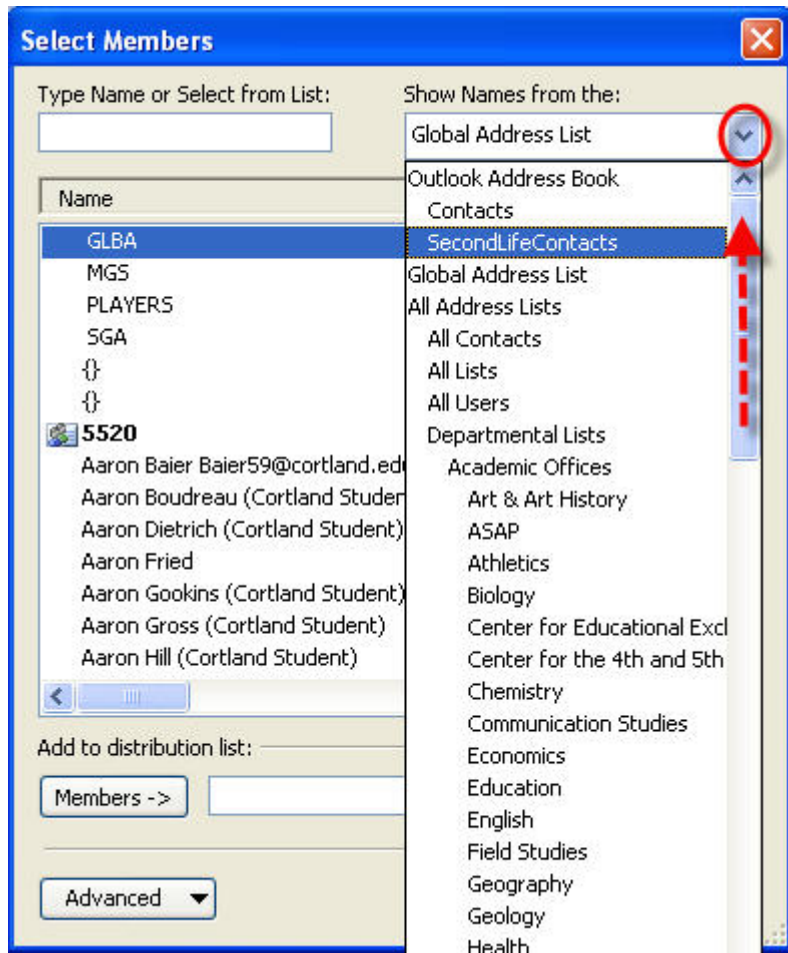 Select Members
Type Name or Select from List:
Show Names from the:
Global Address List
Name
GLBA
MGS
PLAYERS
SGA
{}
{}
5520
Aaron Baier Baier59@cortland.ed
Aaron Boudreau (Cortland Studen
Aaron Dietrich (Cortland Student)
Aaron Fried
Aaron Gookins (Cortland Student)
Aaron Gross (Cortland Student)
Aaron Hill (Cortland Student)
Outlook Address Book
Contacts
SecondLifeContacts
Global Address List
All Address Lists
All Contacts
All Lists
All Users
Departmental Lists
Academic Offices
Art & Art History
ASAP
Athletics
Biology
Center for Educational Excl
Center for the 4th and 5th
Chemistry
Communication Studies
Economics
Education
English
Field Studies
Geography
Geology
Health
Add to distribution list:
Members ->
Advanced